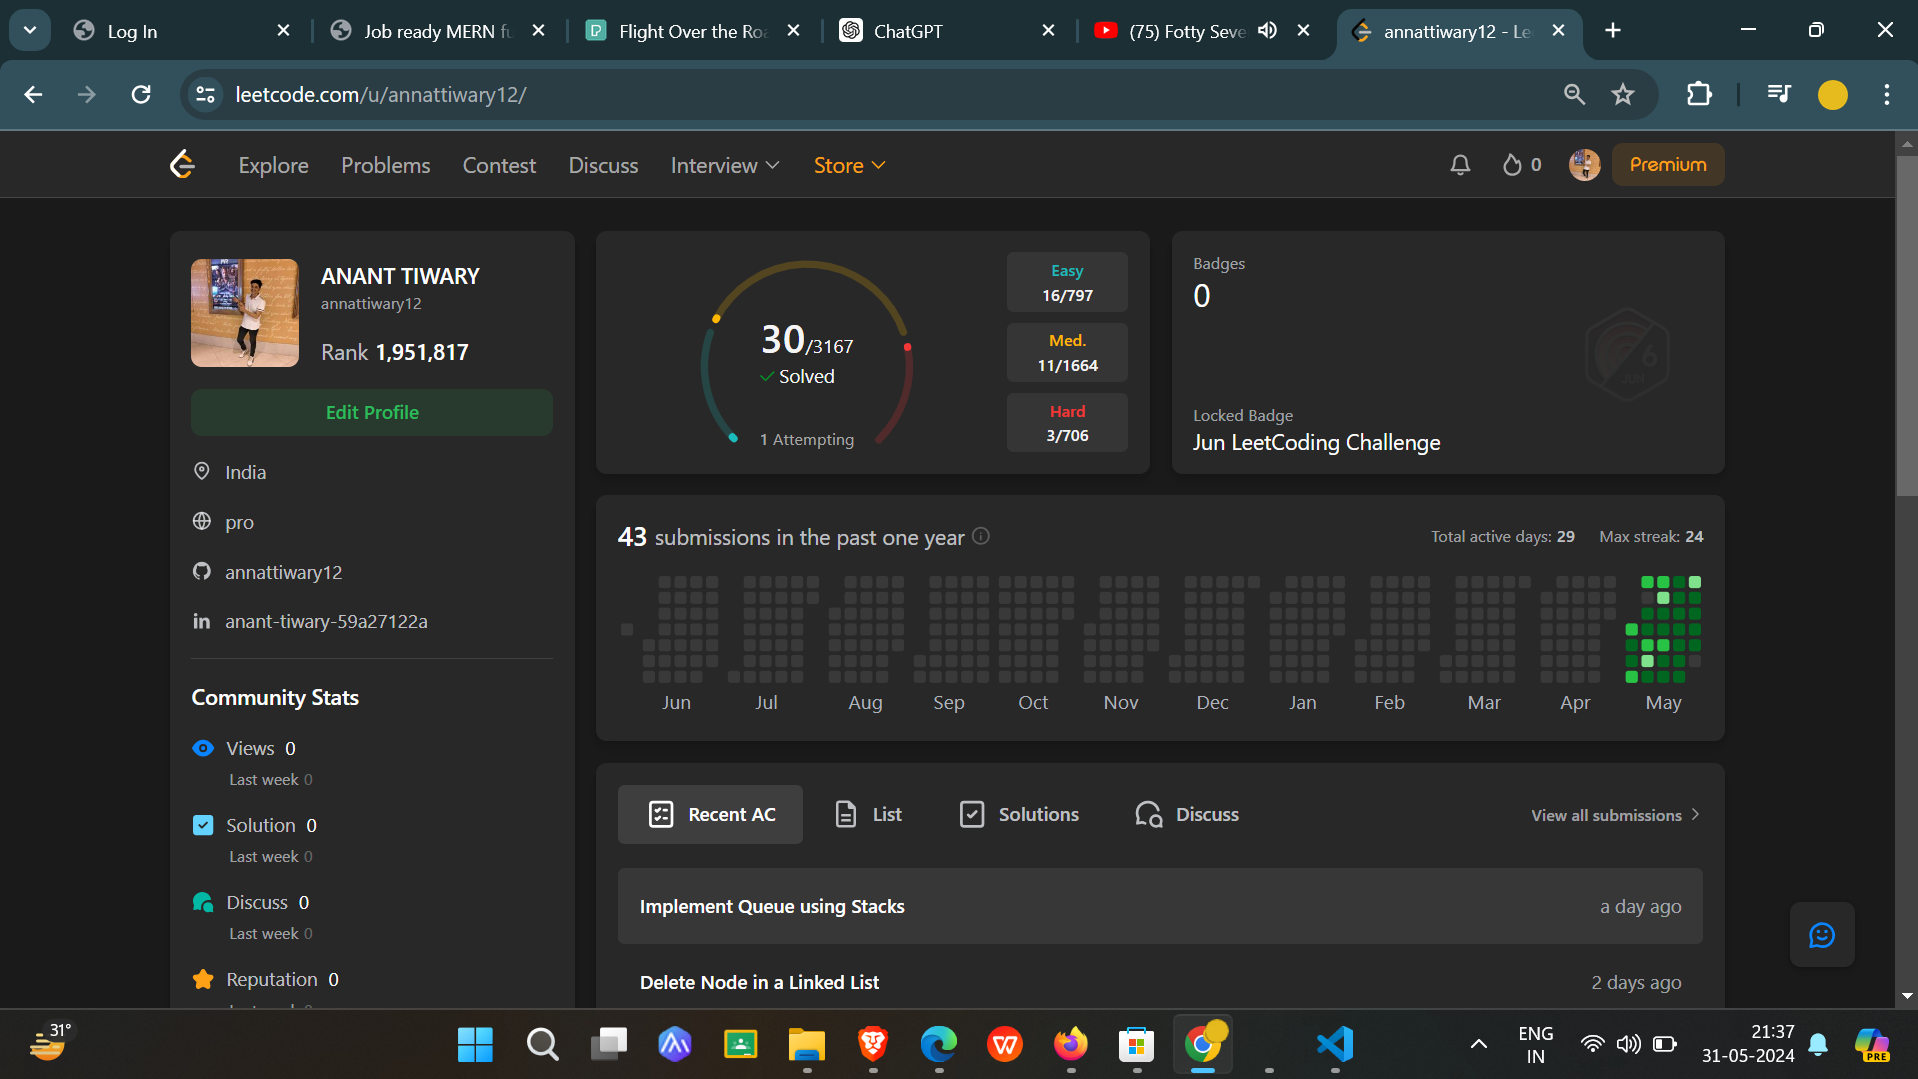 Log In
Job ready MERN fu
Flight Over the Roa
ChatGPT
(75) Fotty Seve
annattiwary12 - Le
leetcode.com/u/annattiwary12/
Explore
Problems
Contest
Discuss
Interview
Store
0
Premium
ANANT TIWARY
annattiwary12
Rank 1,951,817
Edit Profile
India
pro
annattiwary12
anant-tiwary-59a27122a
Community Stats
Views 0
Last week 0
Solution 0
Last week 0
Discuss 0
Last week 0
Reputation 0
30/3167
Solved
1 Attempting
Easy
16/797
Med.
11/1664
Hard
3/706
Badges
0
6
JUN
Locked Badge
Jun LeetCoding Challenge
43 submissions in the past one year
Total active days: 29
Max streak: 24
Jun Jul Aug Sep Oct Nov Dec Jan Feb Mar Apr May
Recent AC
List
Solutions
Discuss
View all submissions
Implement Queue using Stacks
a day ago
Delete Node in a Linked List
2 days ago
31°
ENG
IN
21:37
31-05-2024
PRE